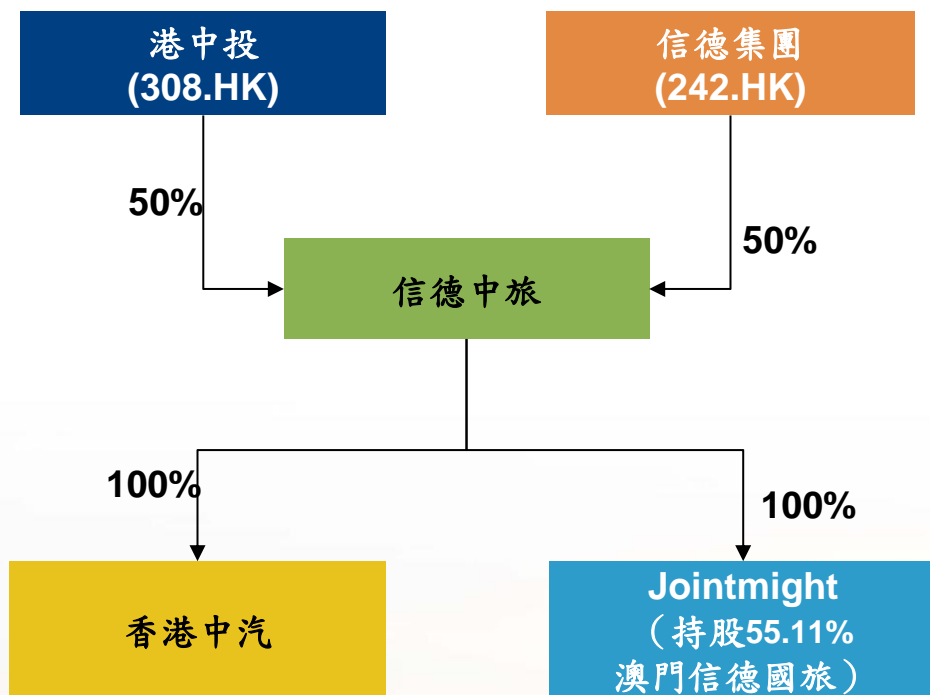 港中投
(308.HK)
信德集團
(242.HK)
50%
50%
信德中旅
100%
100%
香港中汽
Jointmight
（持股55.11%
澳門信德國旅）